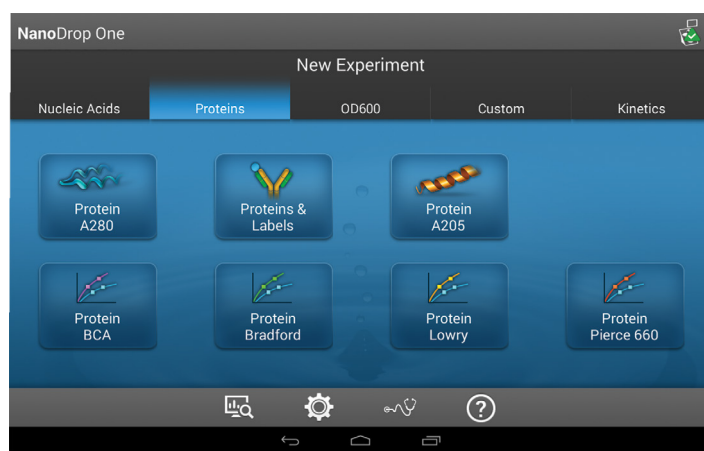 NanoDrop One
New Experiment
Nucleic Acids
Proteins
OD600
Custom
Kinetics
Protein
A280
Proteins &
Labels
Protein
A205
Protein
BCA
Protein
Bradford
Protein
Lowry
Protein
Pierce 660
?